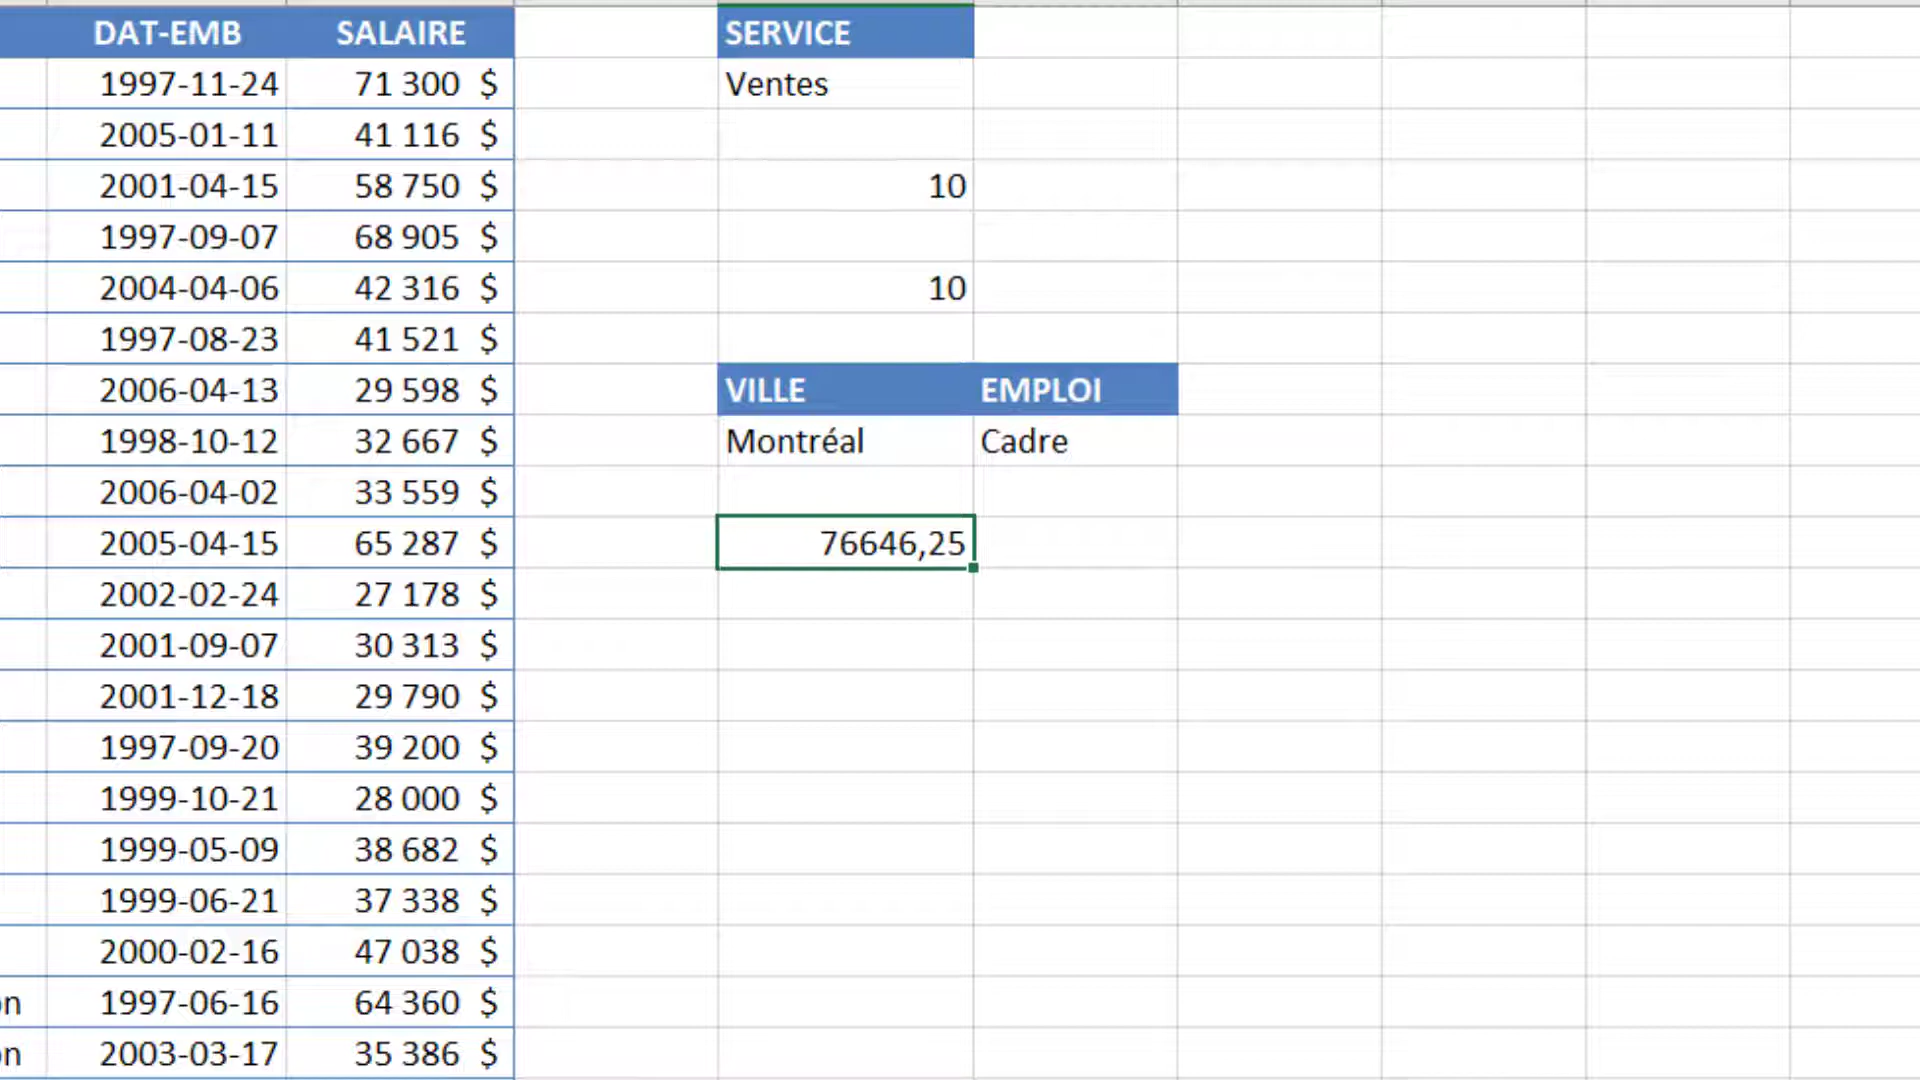 DAT-EMB SALAIRE SERVICE
1997-11-24 71 300 $ Ventes
2005-01-11 41 116 $
2001-04-15 58 750 $ 10
1997-09-07 68 905 $
2004-04-06 42 316 $ 10
1997-08-23 41 521 $
2006-04-13 29 598 $ VILLE EMPLOI
1998-10-12 32 667 $ Montréal Cadre
2006-04-02 33 559 $
2005-04-15 65 287 $ 76646,25
2002-02-24 27 178 $
2001-09-07 30 313 $
2001-12-18 29 790 $
1997-09-20 39 200 $
1999-10-21 28 000 $
1999-05-09 38 682 $
1999-06-21 37 338 $
2000-02-16 47 038 $
on 1997-06-16 64 360 $
on 2003-03-17 35 386 $